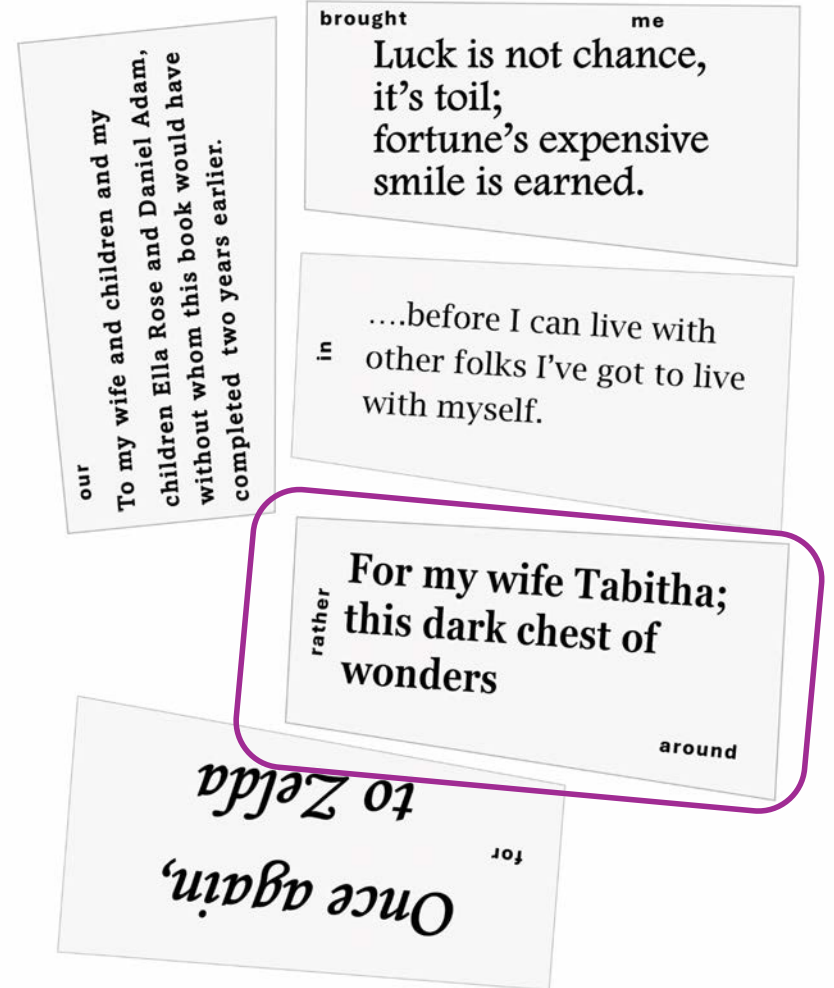 brought me
Luck is not chance,
it’s toil;
fortune’s expensive
smile is earned.
our
To my wife and children and my
children Ella Rose and Daniel Adam,
without whom this book would have
completed two years earlier.
in
….before I can live with
other folks I’ve got to live
with myself.
rather
For my wife Tabitha;
this dark chest of
wonders
around
Once again,
for
to Zelda